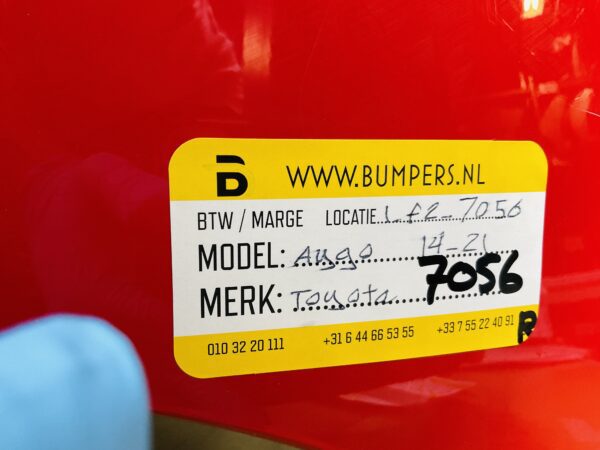 B WWW.BUMPERS.NL
BTW / MARGE LOCATIE Lf2-7056
MODEL: Aygo 14-21
MERK: Toyota 7056
010 32 20 111 +31 6 44 66 53 55 +33 7 55 22 40 91 R